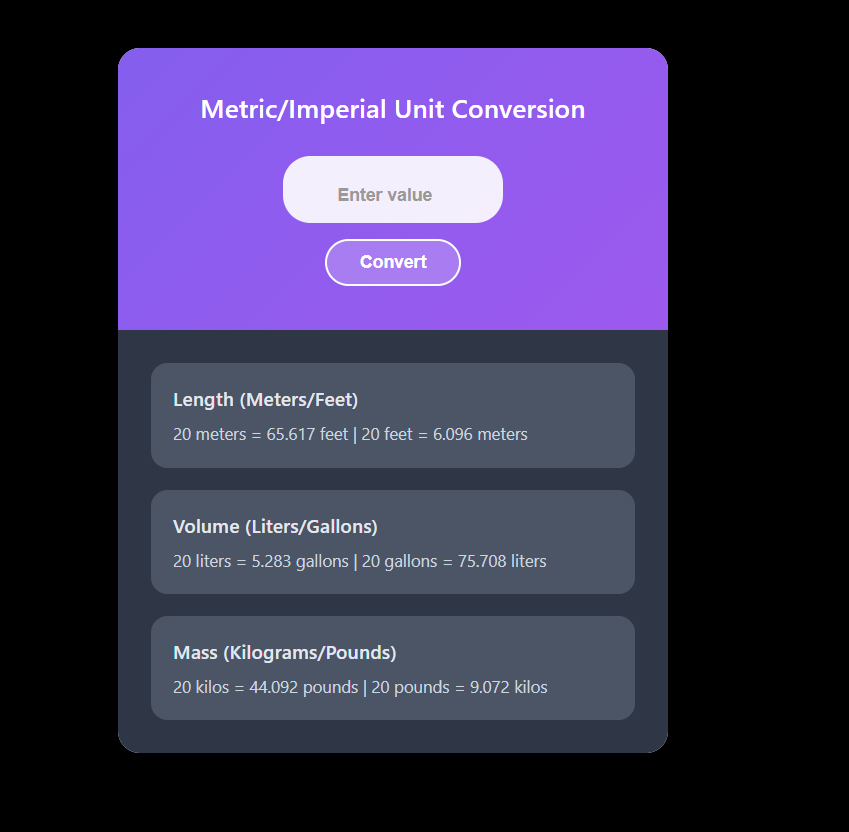 Metric/Imperial Unit Conversion
Enter value
Convert
Length (Meters/Feet)
20 meters = 65.617 feet | 20 feet = 6.096 meters
Volume (Liters/Gallons)
20 liters = 5.283 gallons | 20 gallons = 75.708 liters
Mass (Kilograms/Pounds)
20 kilos = 44.092 pounds | 20 pounds = 9.072 kilos